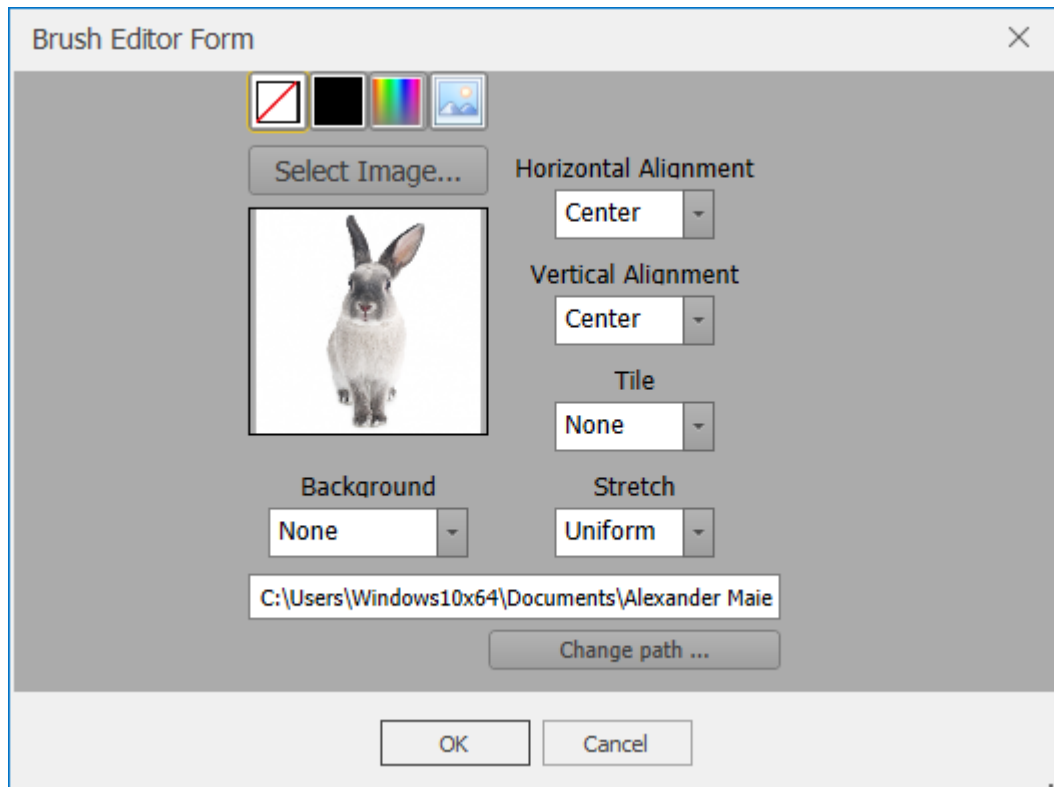 Brush Editor Form
Select Image...
Horizontal Alignment
Center
Vertical Alignment
Center
Tile
None
Background
Stretch
None
Uniform
C:\Users\Windows10x64\Documents\Alexander Maie
Change path ...
OK
Cancel